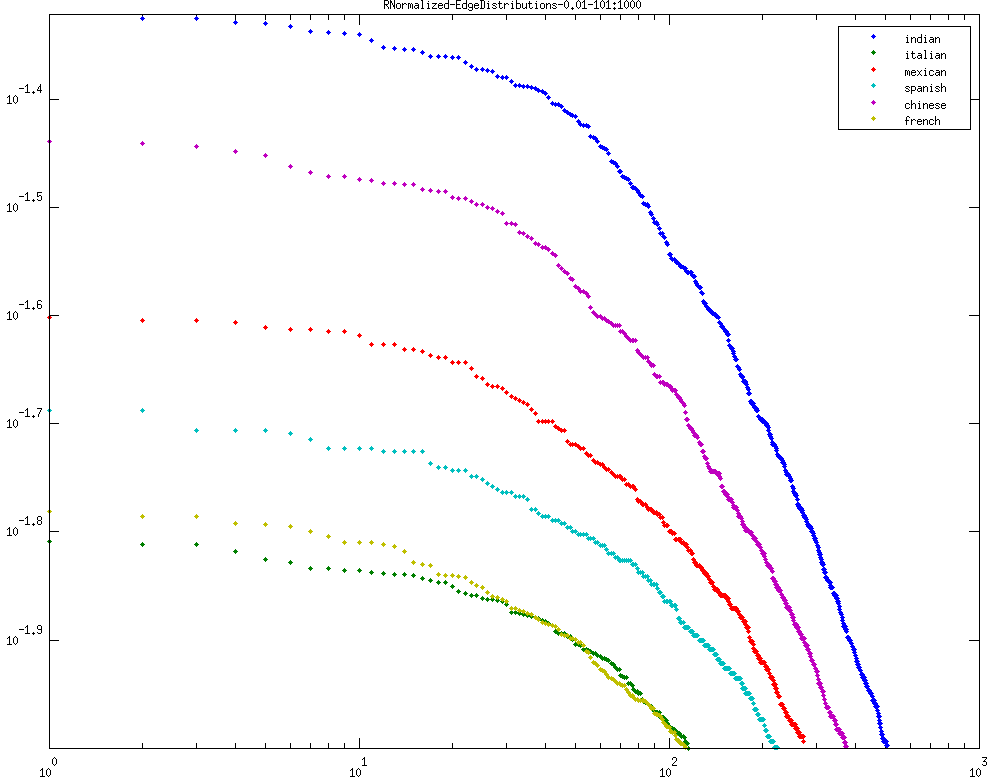 RNormalized-EdgeDistributions-0.01-101:1000
indian
italian
mexican
spanish
chinese
french
10^-1.4
10^-1.5
10^-1.6
10^-1.7
10^-1.8
10^-1.9
10^0
10^1
10^2
10^3